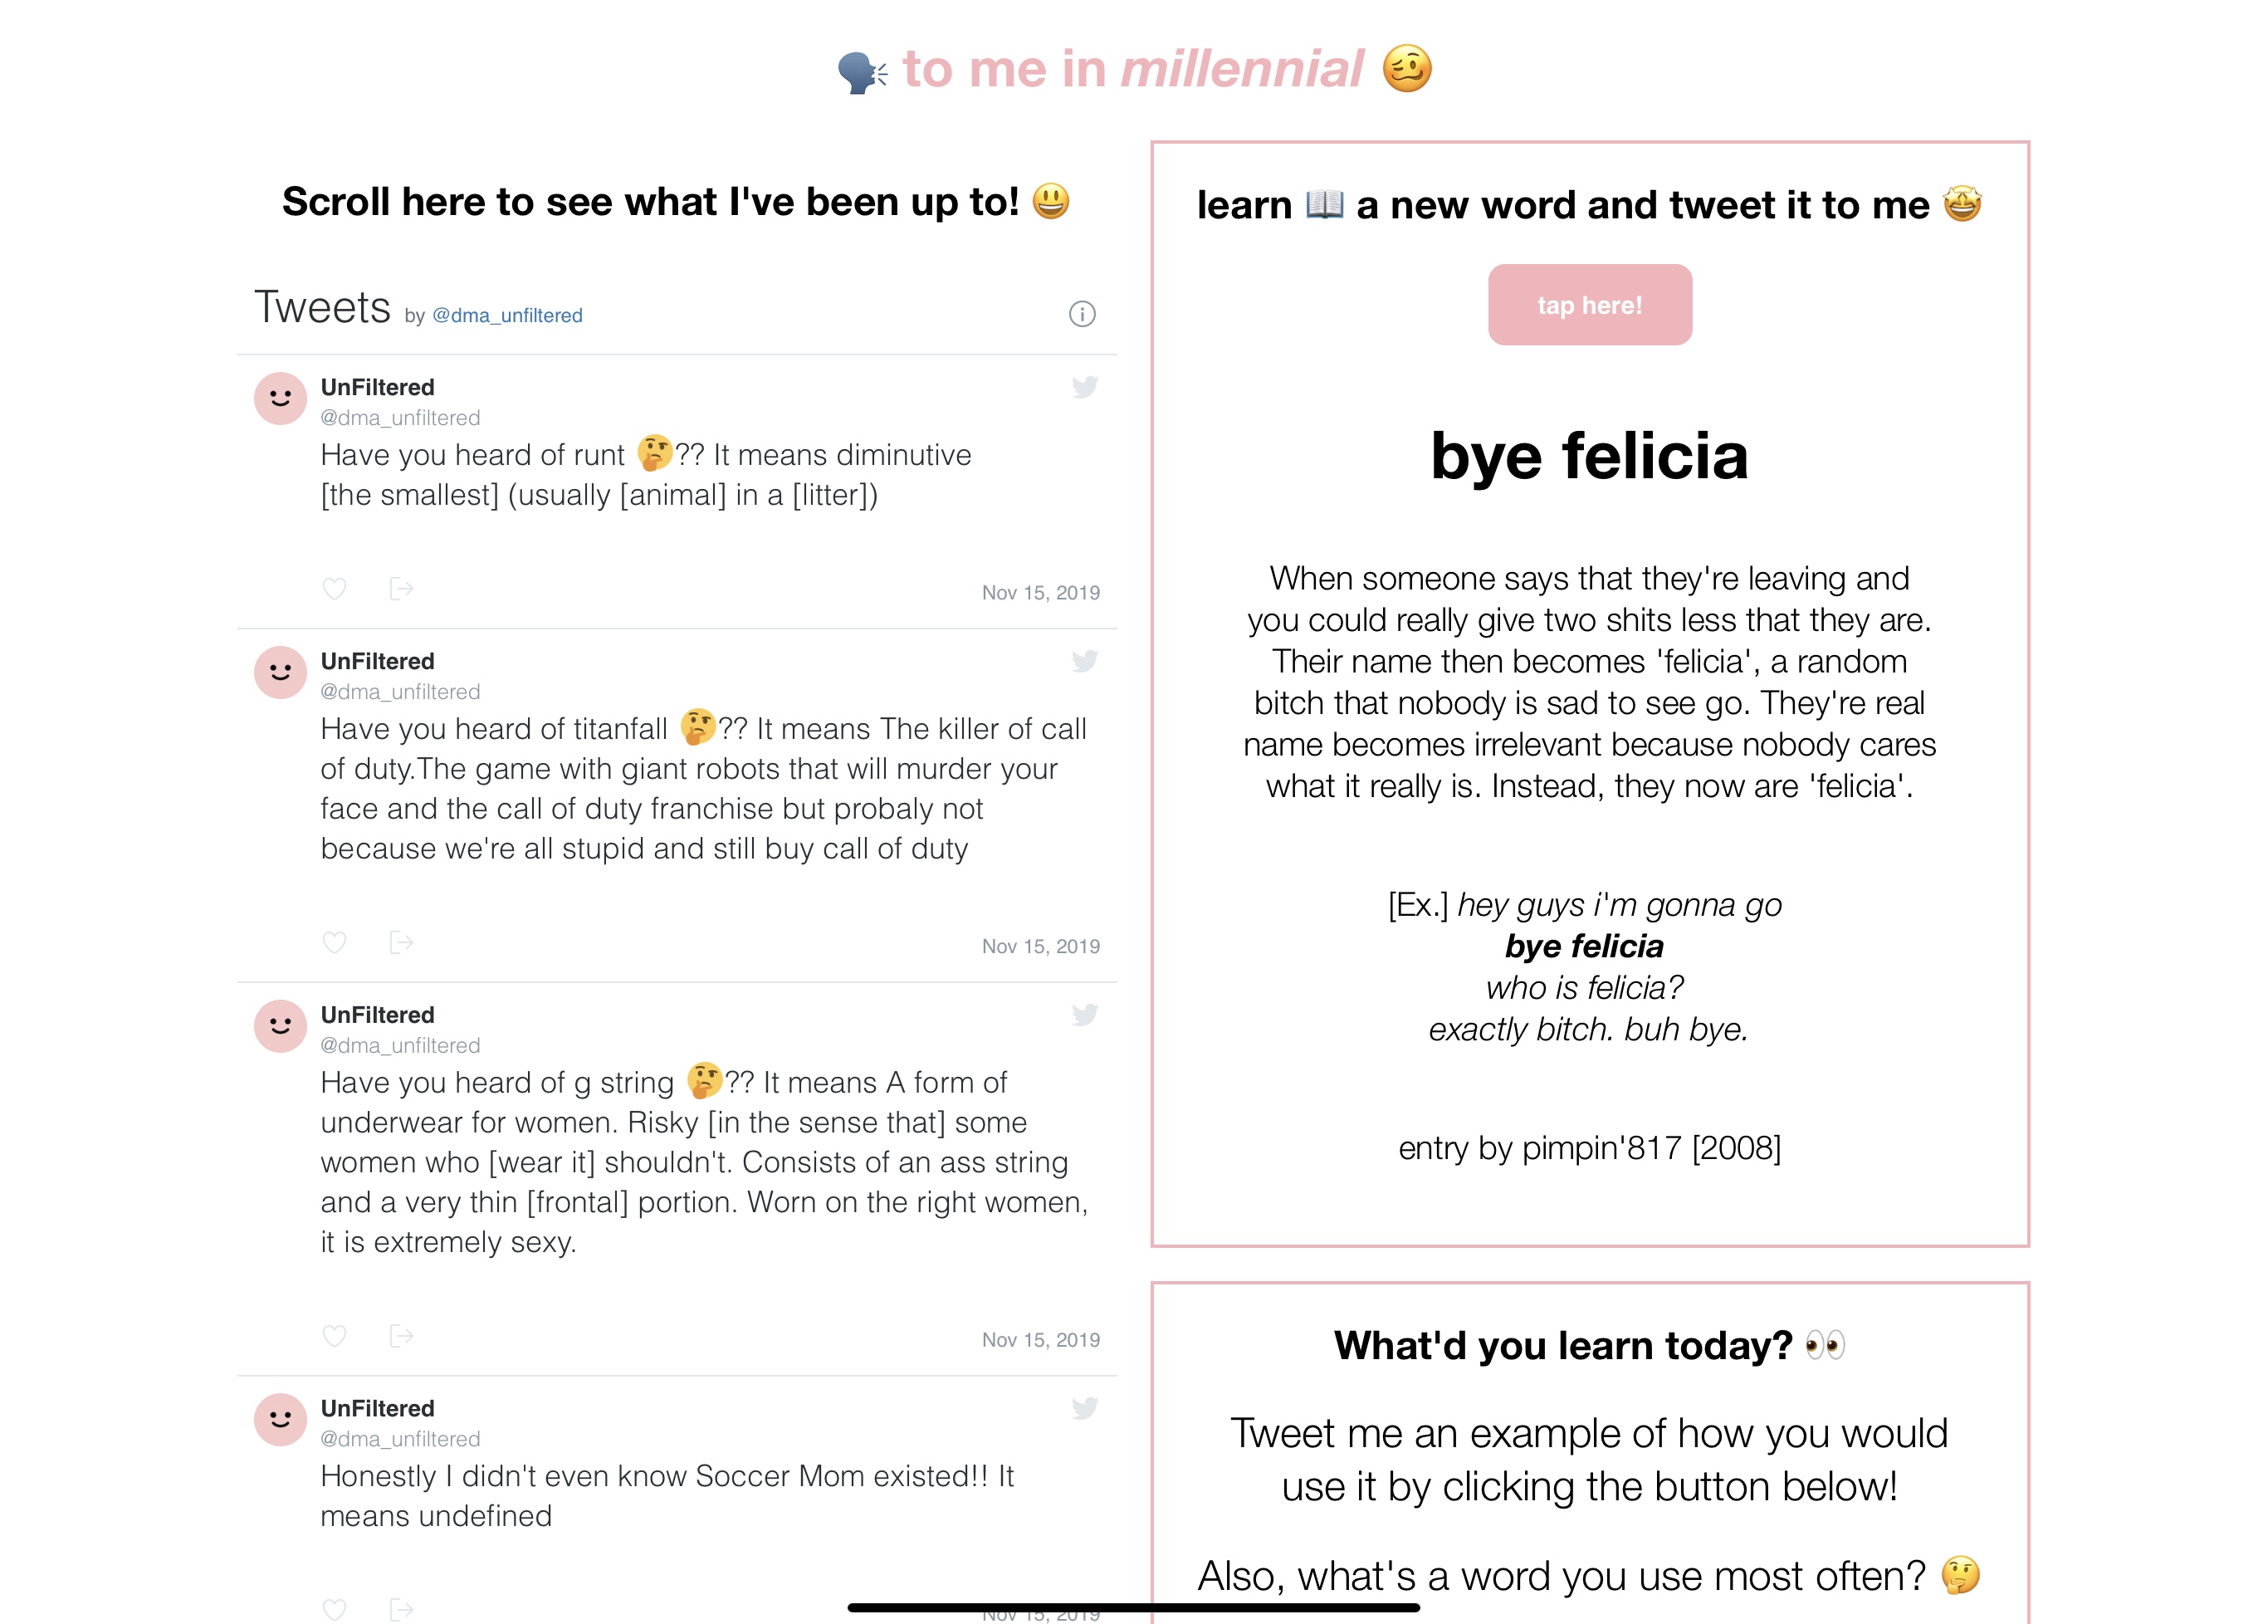 🗣️ to me in millennial 🥴
Scroll here to see what I've been up to! 😃
Tweets by @dma_unfiltered
UnFiltered
@dma_unfiltered
Have you heard of runt 🤔?? It means diminutive
[the smallest] (usually [animal] in a [litter])
Nov 15, 2019
UnFiltered
@dma_unfiltered
Have you heard of titanfall 🤔?? It means The killer of call
of duty.The game with giant robots that will murder your
face and the call of duty franchise but probaly not
because we're all stupid and still buy call of duty
Nov 15, 2019
UnFiltered
@dma_unfiltered
Have you heard of g string 🤔?? It means A form of
underwear for women. Risky [in the sense that] some
women who [wear it] shouldn't. Consists of an ass string
and a very thin [frontal] portion. Worn on the right women,
it is extremely sexy.
Nov 15, 2019
UnFiltered
@dma_unfiltered
Honestly I didn't even know Soccer Mom existed!! It
means undefined
Nov 15, 2019
learn 📖 a new word and tweet it to me 🤩
tap here!
bye felicia
When someone says that they're leaving and
you could really give two shits less that they are.
Their name then becomes 'felicia', a random
bitch that nobody is sad to see go. They're real
name becomes irrelevant because nobody cares
what it really is. Instead, they now are 'felicia'.
[Ex.] hey guys i'm gonna go
bye felicia
who is felicia?
exactly bitch. buh bye.
entry by pimpin'817 [2008]
What'd you learn today? 👀
Tweet me an example of how you would
use it by clicking the button below!
Also, what's a word you use most often? 🤔